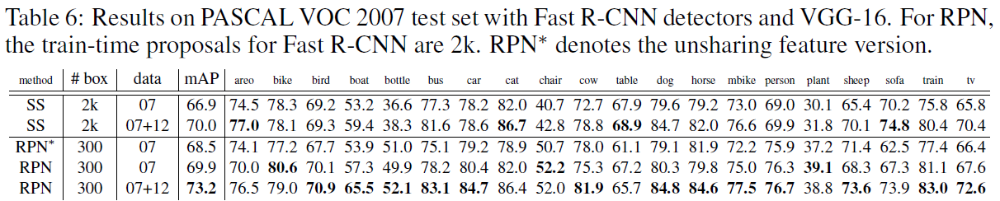 Table 6: Results on PASCAL VOC 2007 test set with Fast R-CNN detectors and VGG-16. For RPN,
the train-time proposals for Fast R-CNN are 2k. RPN* denotes the unsharing feature version.
method # box data mAP areo bike bird boat bottle bus car cat chair cow table dog horse mbike person plant sheep sofa train tv
SS 2k 07 66.9 74.5 78.3 69.2 53.2 36.6 77.3 78.2 82.0 40.7 72.7 67.9 79.6 79.2 73.0 69.0 30.1 65.4 70.2 75.8 65.8
SS 2k 07+12 70.0 77.0 78.1 69.3 59.4 38.3 81.6 78.6 86.7 42.8 78.8 68.9 84.7 82.0 76.6 69.9 31.8 70.1 74.8 80.4 70.4
RPN* 300 07 68.5 74.1 77.2 67.7 53.9 51.0 75.1 79.2 78.9 50.7 78.0 61.1 79.1 81.9 72.2 75.9 37.2 71.4 62.5 77.4 66.4
RPN 300 07 69.9 70.0 80.6 70.1 57.3 49.9 78.2 80.4 82.0 52.2 75.3 67.2 80.3 79.8 75.0 76.3 39.1 68.3 67.3 81.1 67.6
RPN 300 07+12 73.2 76.5 79.0 70.9 65.5 52.1 83.1 84.7 86.4 52.0 81.9 65.7 84.8 84.6 77.5 76.7 38.8 73.6 73.9 83.0 72.6